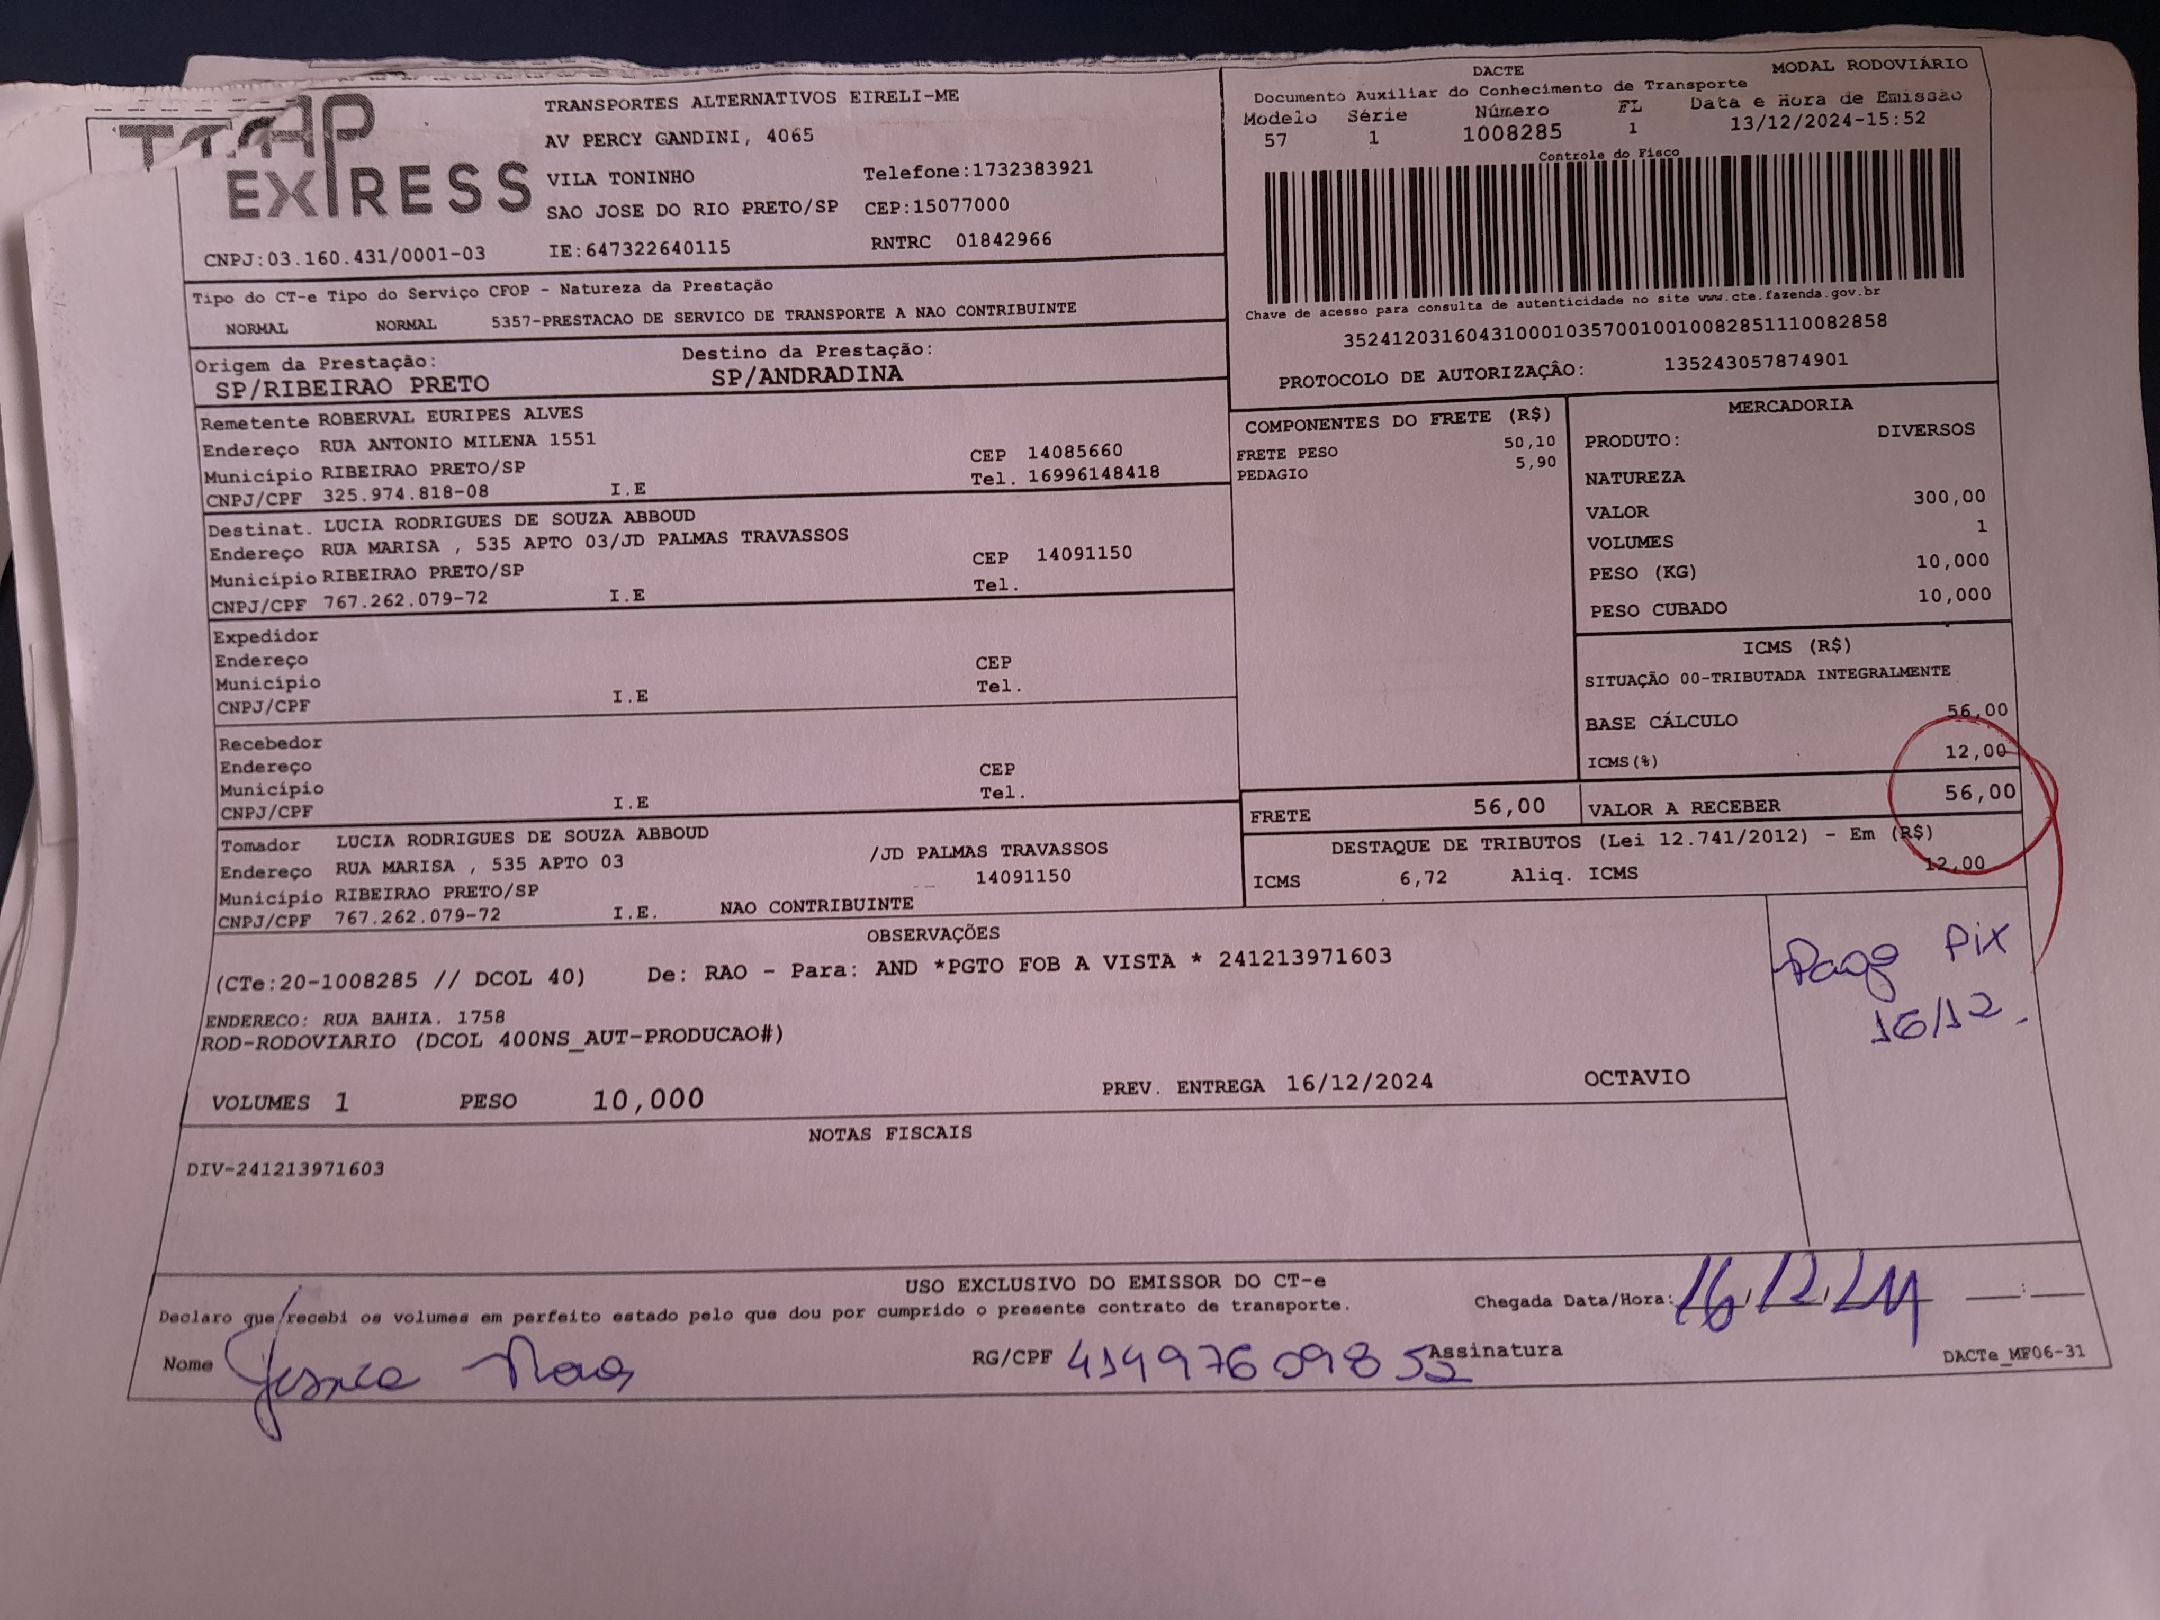 TRANSPORTES ALTERNATIVOS EIRELI-ME
AV PERCY GANDINI, 4065
EXPRESS
VILA TONINHO Telefone:1732383921
SAO JOSE DO RIO PRETO/SP CEP:15077000
CNPJ:03.160.431/0001-03 IE:647322640115 RNTRC 01842966
DACTE MODAL RODOVIÁRIO
Documento Auxiliar do Conhecimento de Transporte
Modelo Série Número FL Data e Hora de Emissão
57 1 1008285 1 13/12/2024-15:52
Controle do Fisco
Chave de acesso para consulta de autenticidade no site www.cte.fazenda.gov.br
35241203160431000103570010010082851110082858
PROTOCOLO DE AUTORIZAÇÃO: 135243057874901
Tipo do CT-e Tipo do Serviço CFOP - Natureza da Prestação
NORMAL NORMAL 5357-PRESTACAO DE SERVICO DE TRANSPORTE A NAO CONTRIBUINTE
Origem da Prestação: Destino da Prestação:
SP/RIBEIRAO PRETO SP/ANDRADINA
Remetente ROBERVAL EURIPES ALVES
Endereço RUA ANTONIO MILENA 1551 CEP 14085660
Município RIBEIRAO PRETO/SP Tel. 16996148418
CNPJ/CPF 325.974.818-08 I.E
Destinat. LUCIA RODRIGUES DE SOUZA ABBOUD
Endereço RUA MARISA , 535 APTO 03/JD PALMAS TRAVASSOS CEP 14091150
Município RIBEIRAO PRETO/SP Tel.
CNPJ/CPF 767.262.079-72 I.E
Expedidor
Endereço CEP
Município Tel.
CNPJ/CPF I.E
Recebedor
Endereço CEP
Município Tel.
CNPJ/CPF I.E
Tomador LUCIA RODRIGUES DE SOUZA ABBOUD
Endereço RUA MARISA , 535 APTO 03 /JD PALMAS TRAVASSOS
Município RIBEIRAO PRETO/SP 14091150
CNPJ/CPF 767.262.079-72 I.E. NAO CONTRIBUINTE
COMPONENTES DO FRETE (R$)
FRETE PESO 50,10
PEDAGIO 5,90
MERCADORIA
PRODUTO: DIVERSOS
NATUREZA
VALOR 300,00
VOLUMES 1
PESO (KG) 10,000
PESO CUBADO 10,000
ICMS (R$)
SITUAÇÃO 00-TRIBUTADA INTEGRALMENTE
BASE CÁLCULO 56,00
ICMS(%) 12,00
FRETE 56,00 VALOR A RECEBER 56,00
DESTAQUE DE TRIBUTOS (Lei 12.741/2012) - Em (R$)
ICMS 6,72 Aliq. ICMS 12,00
OBSERVAÇÕES
(CTe:20-1008285 // DCOL 40) De: RAO - Para: AND *PGTO FOB A VISTA * 241213971603
ENDERECO: RUA BAHIA. 1758
ROD-RODOVIARIO (DCOL 400NS_AUT-PRODUCAO#)
VOLUMES 1 PESO 10,000 PREV. ENTREGA 16/12/2024 OCTAVIO
Pago Pix
16/12.
NOTAS FISCAIS
DIV-241213971603
USO EXCLUSIVO DO EMISSOR DO CT-e
Declaro que recebi os volumes em perfeito estado pelo que dou por cumprido o presente contrato de transporte. Chegada Data/Hora: 16/12/24 ___:___
Nome RG/CPF 41497609852 Assinatura DACTe_MF06-31